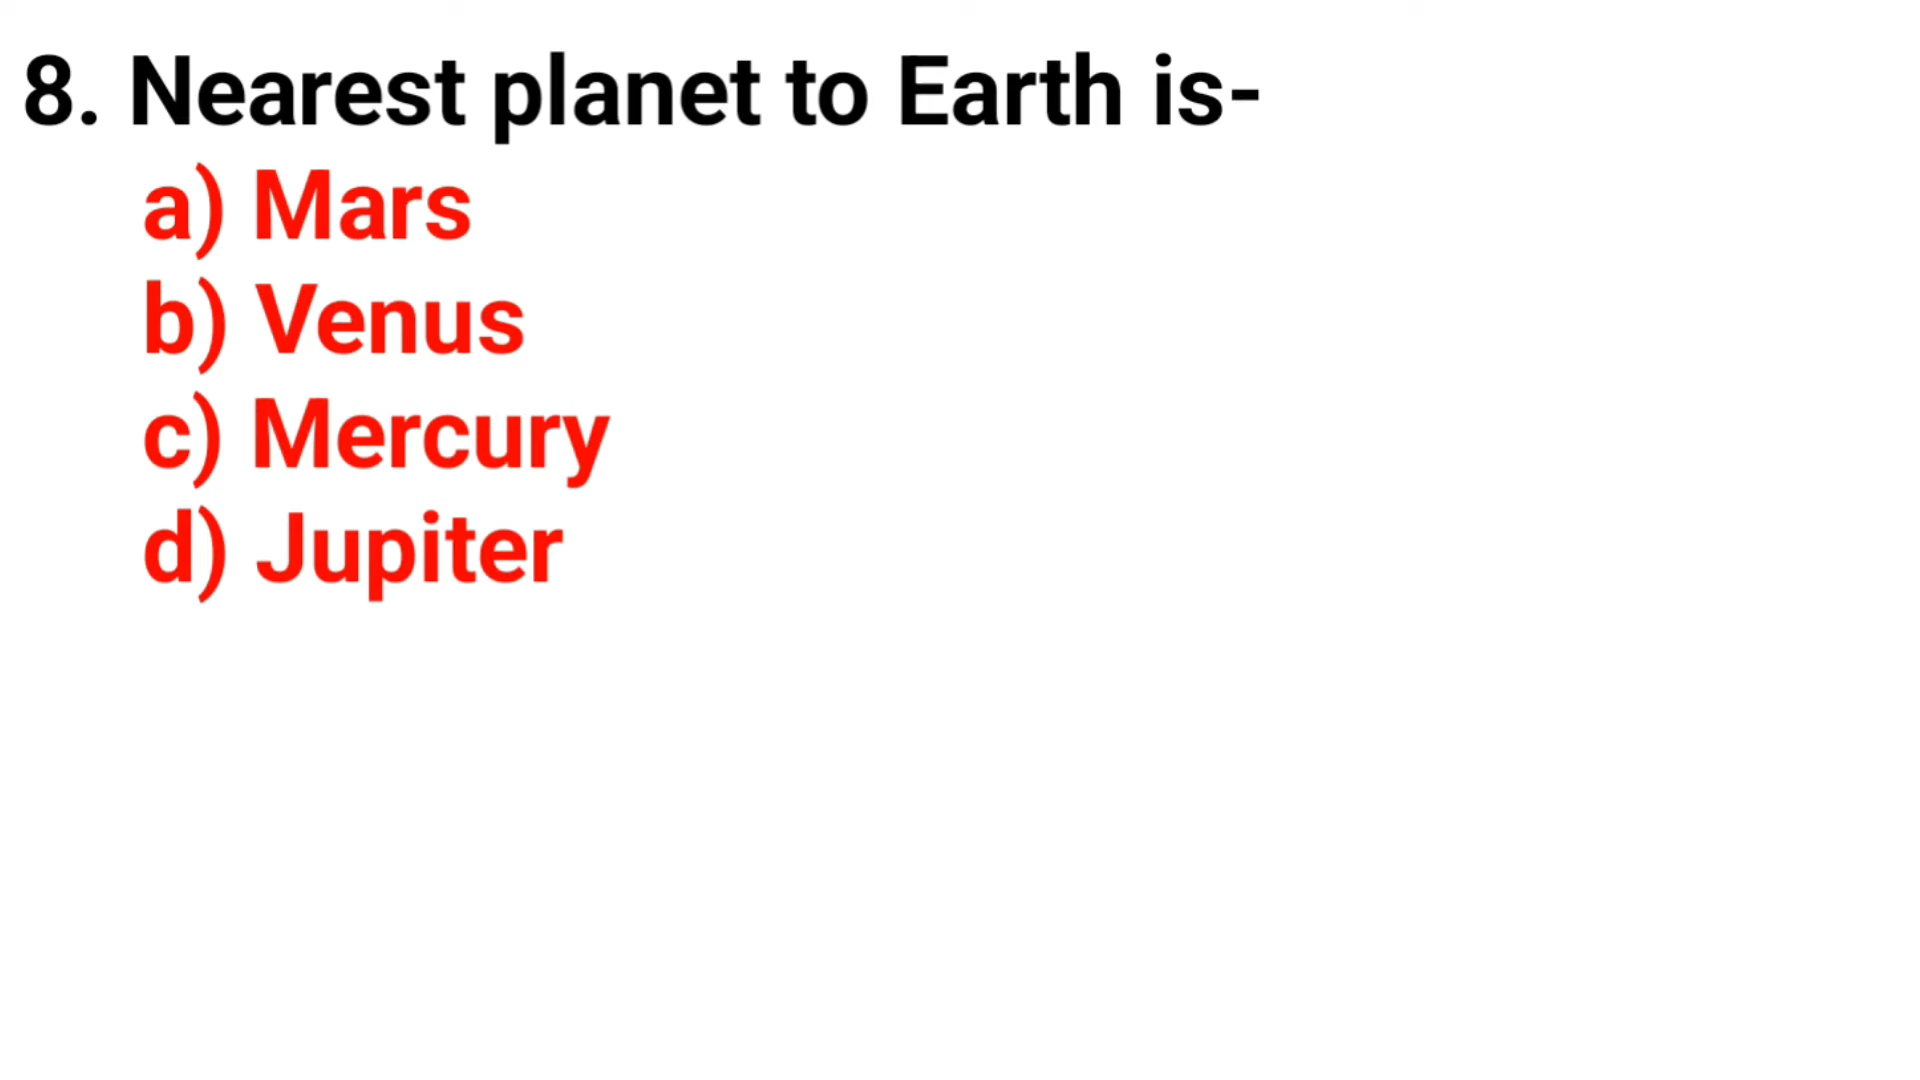 8. Nearest planet to Earth is-
a) Mars
b) Venus
c) Mercury
d) Jupiter